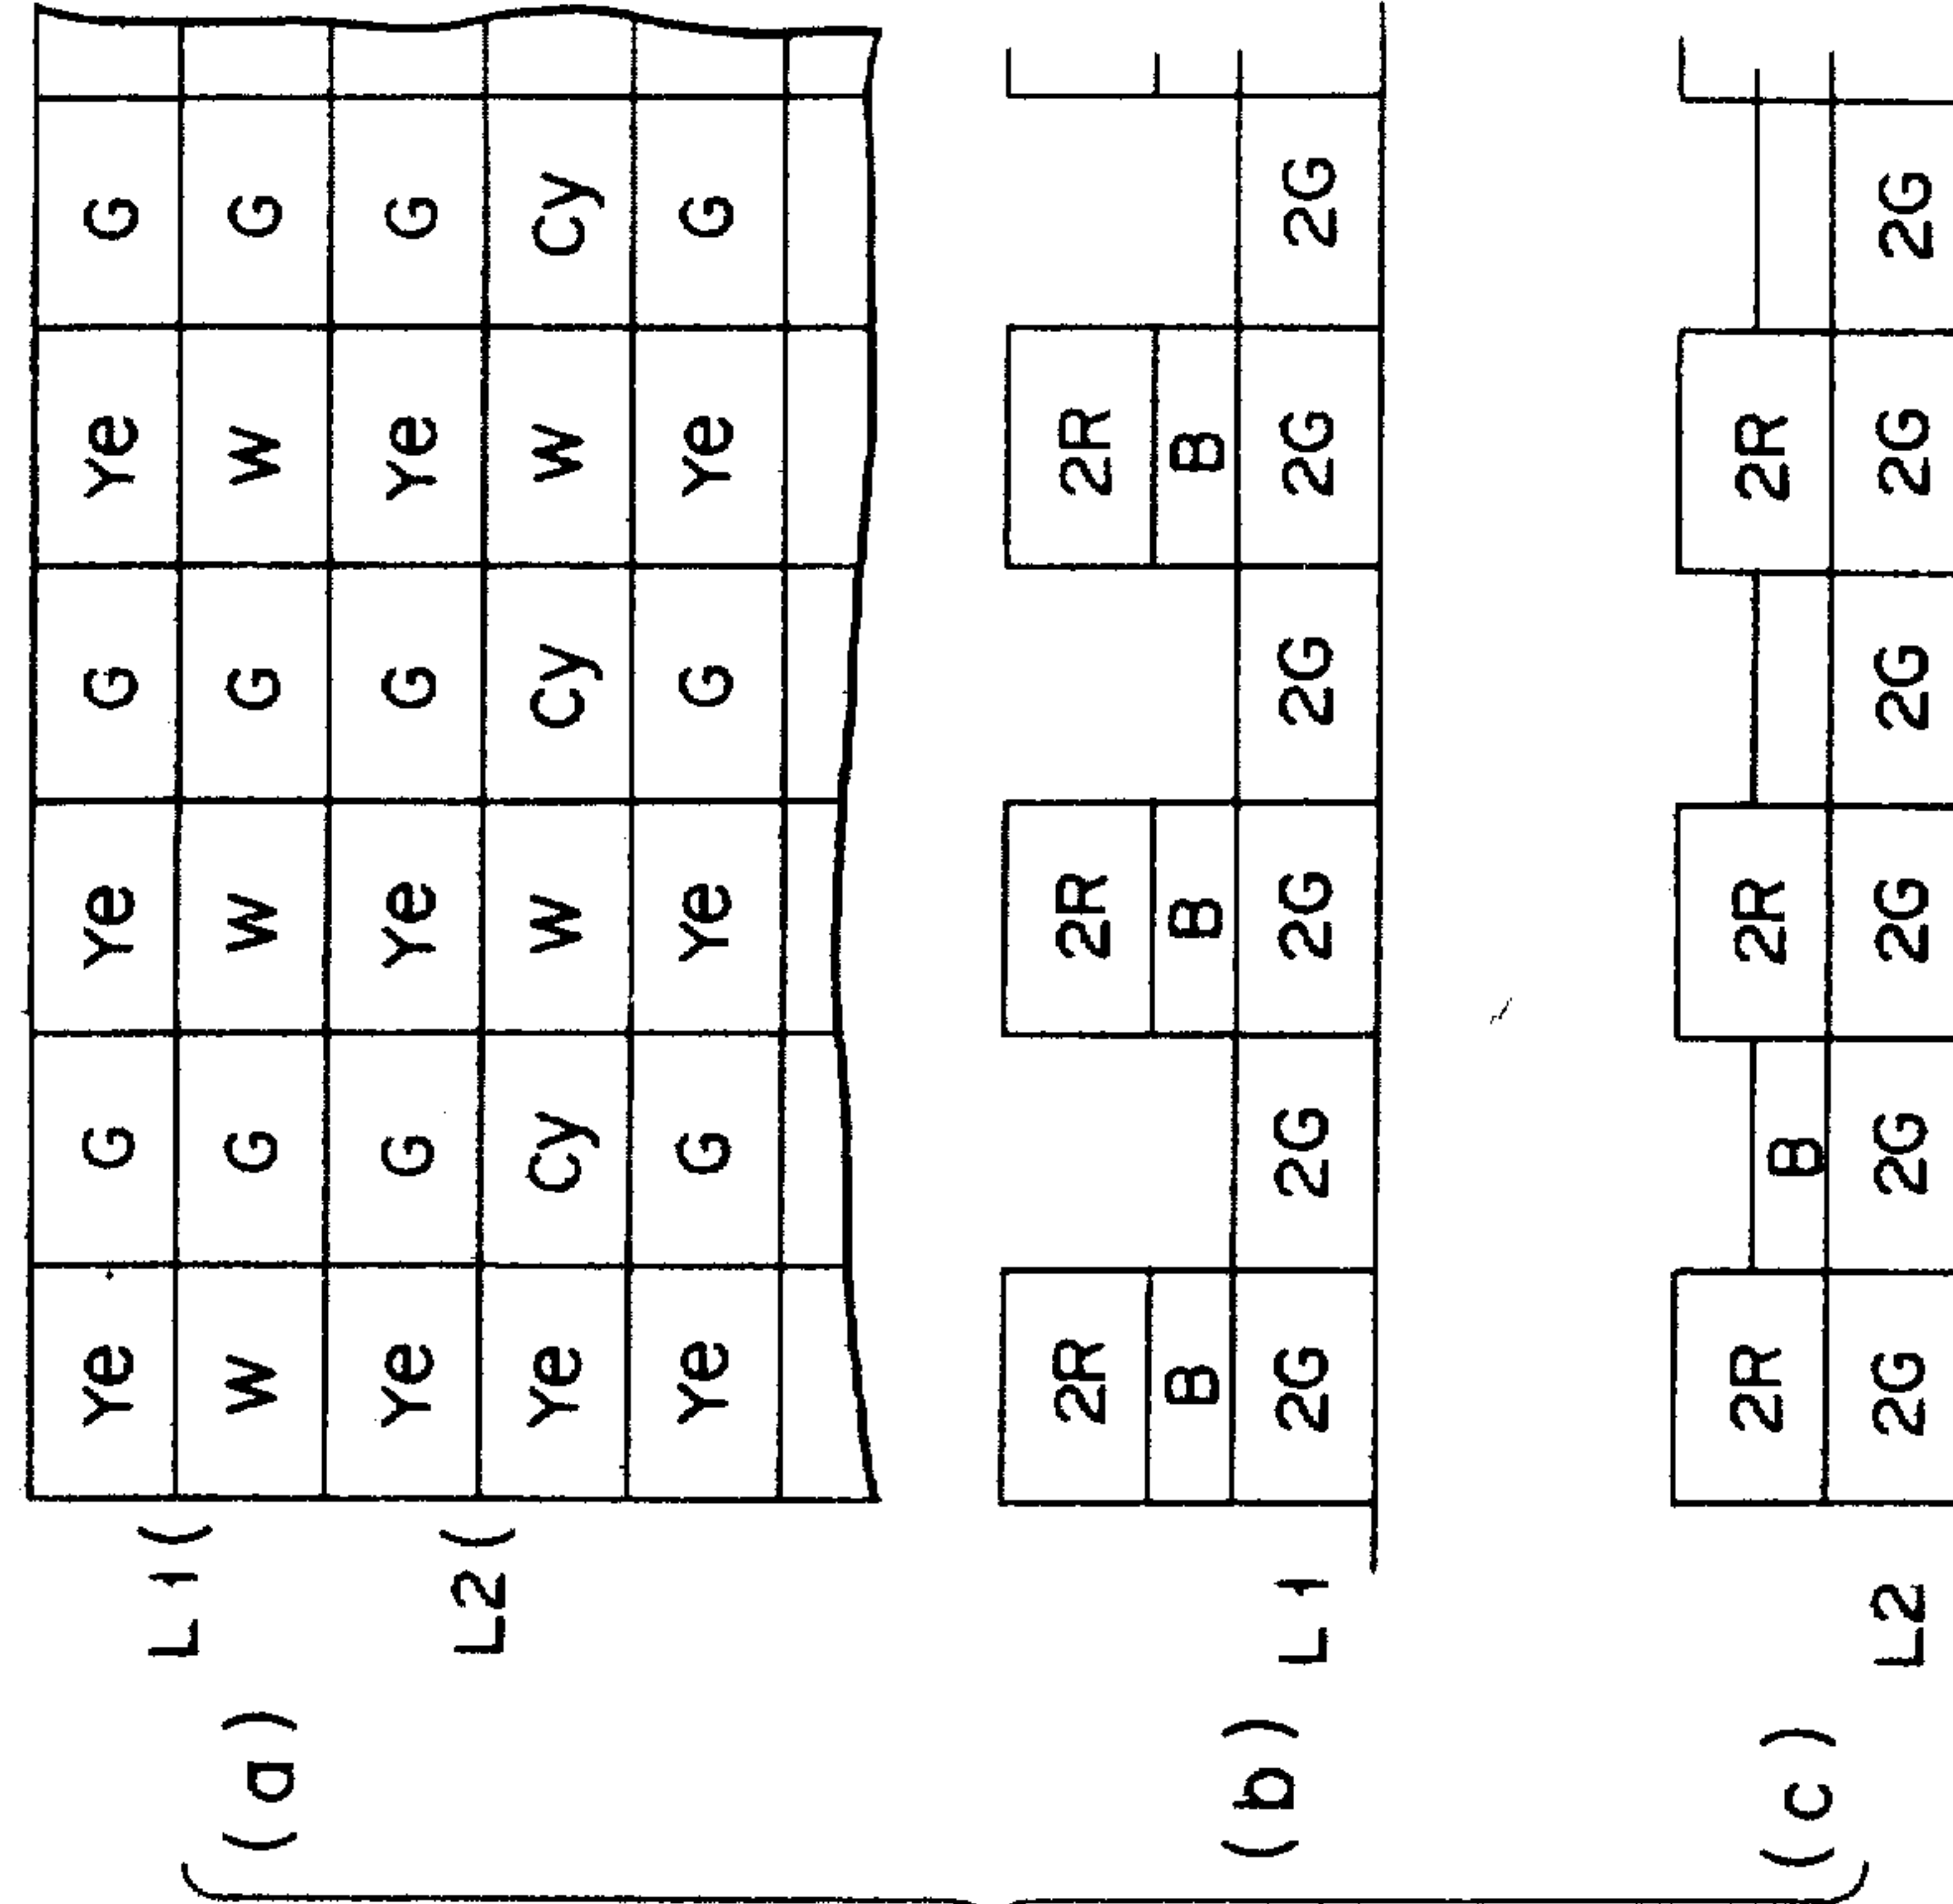 Ye G Ye G Ye G
L1(
W G W G W G
(a)
Ye G Ye G Ye G
L2(
Ye Cy W Cy W Cy
Ye G Ye G Ye G
2R 2R 2R
B B B
(b) L1 2G 2G 2G 2G 2G 2G
2R 2R 2R
B
(c) L2 2G 2G 2G 2G 2G 2G